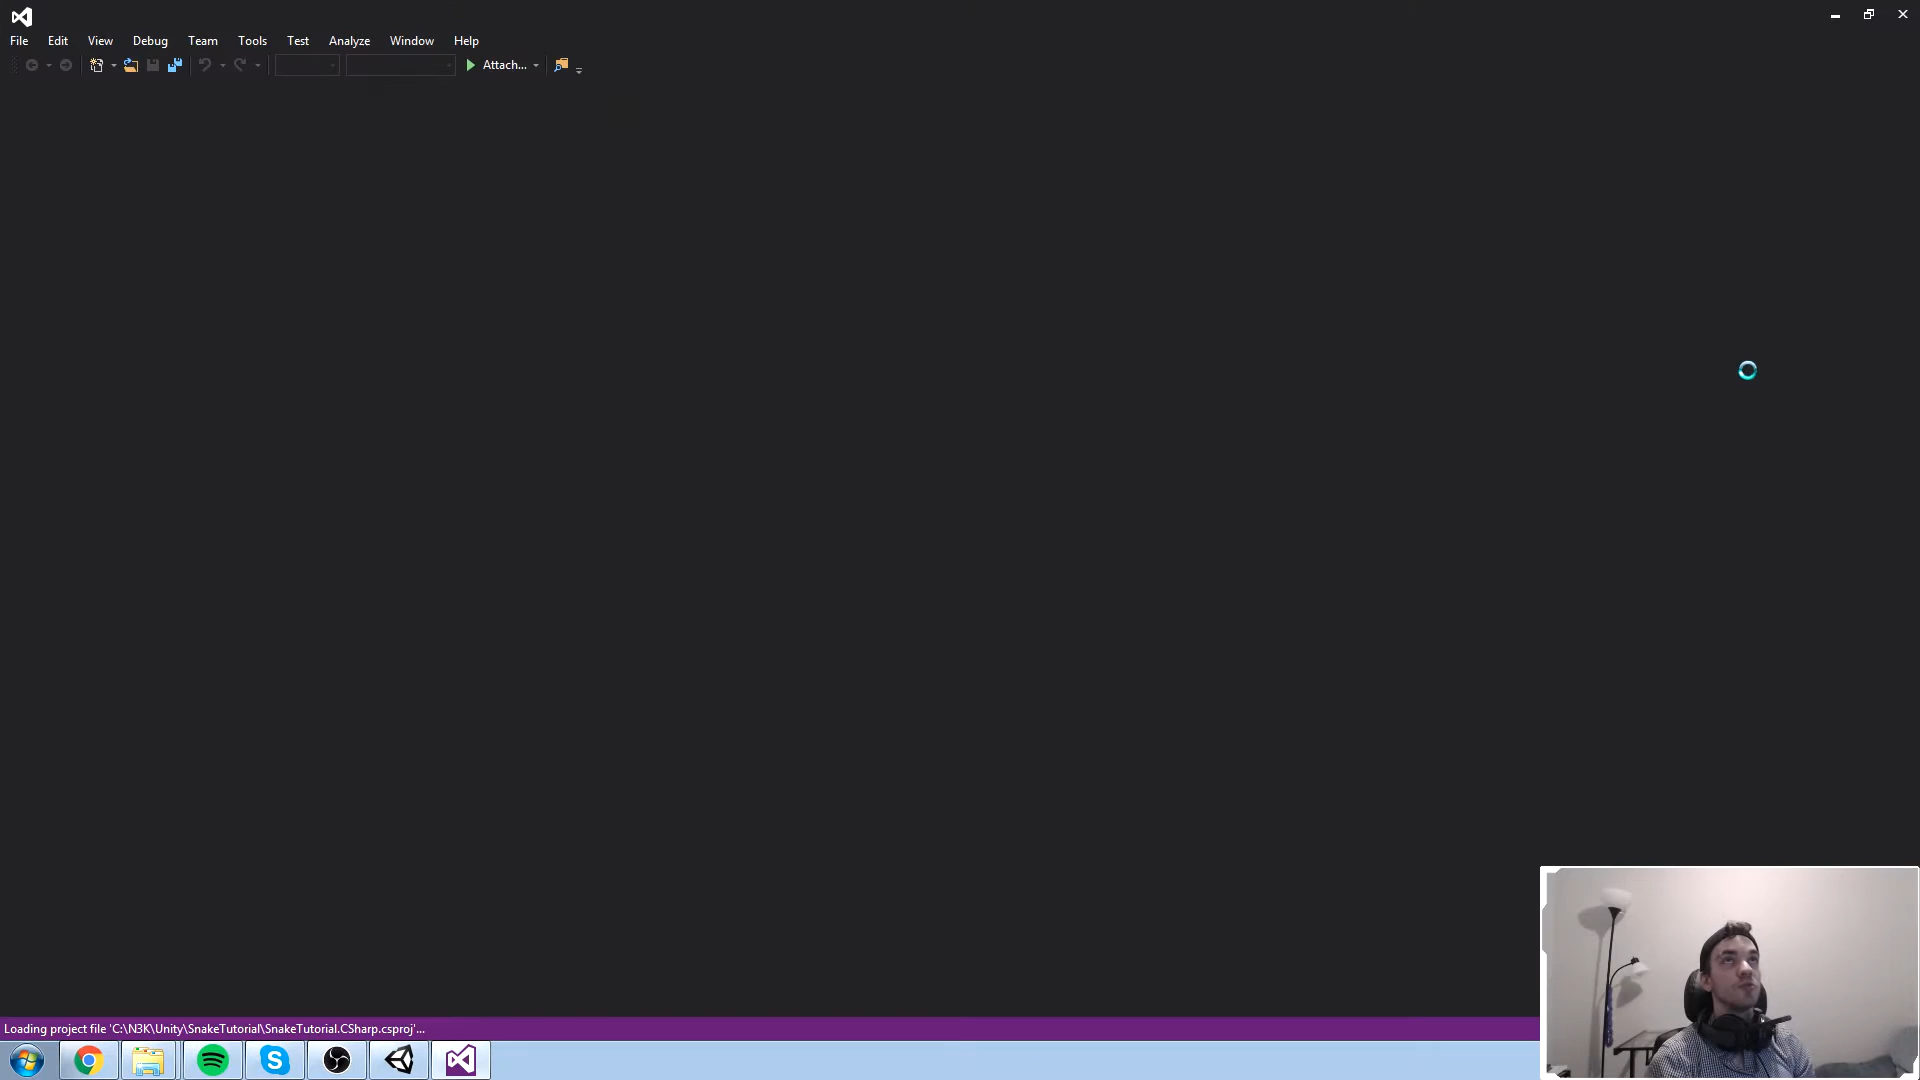 File Edit View Debug Team Tools Test Analyze Window Help
Attach...
Loading project file 'C:\N3K\Unity\SnakeTutorial\SnakeTutorial.CSharp.csproj'...